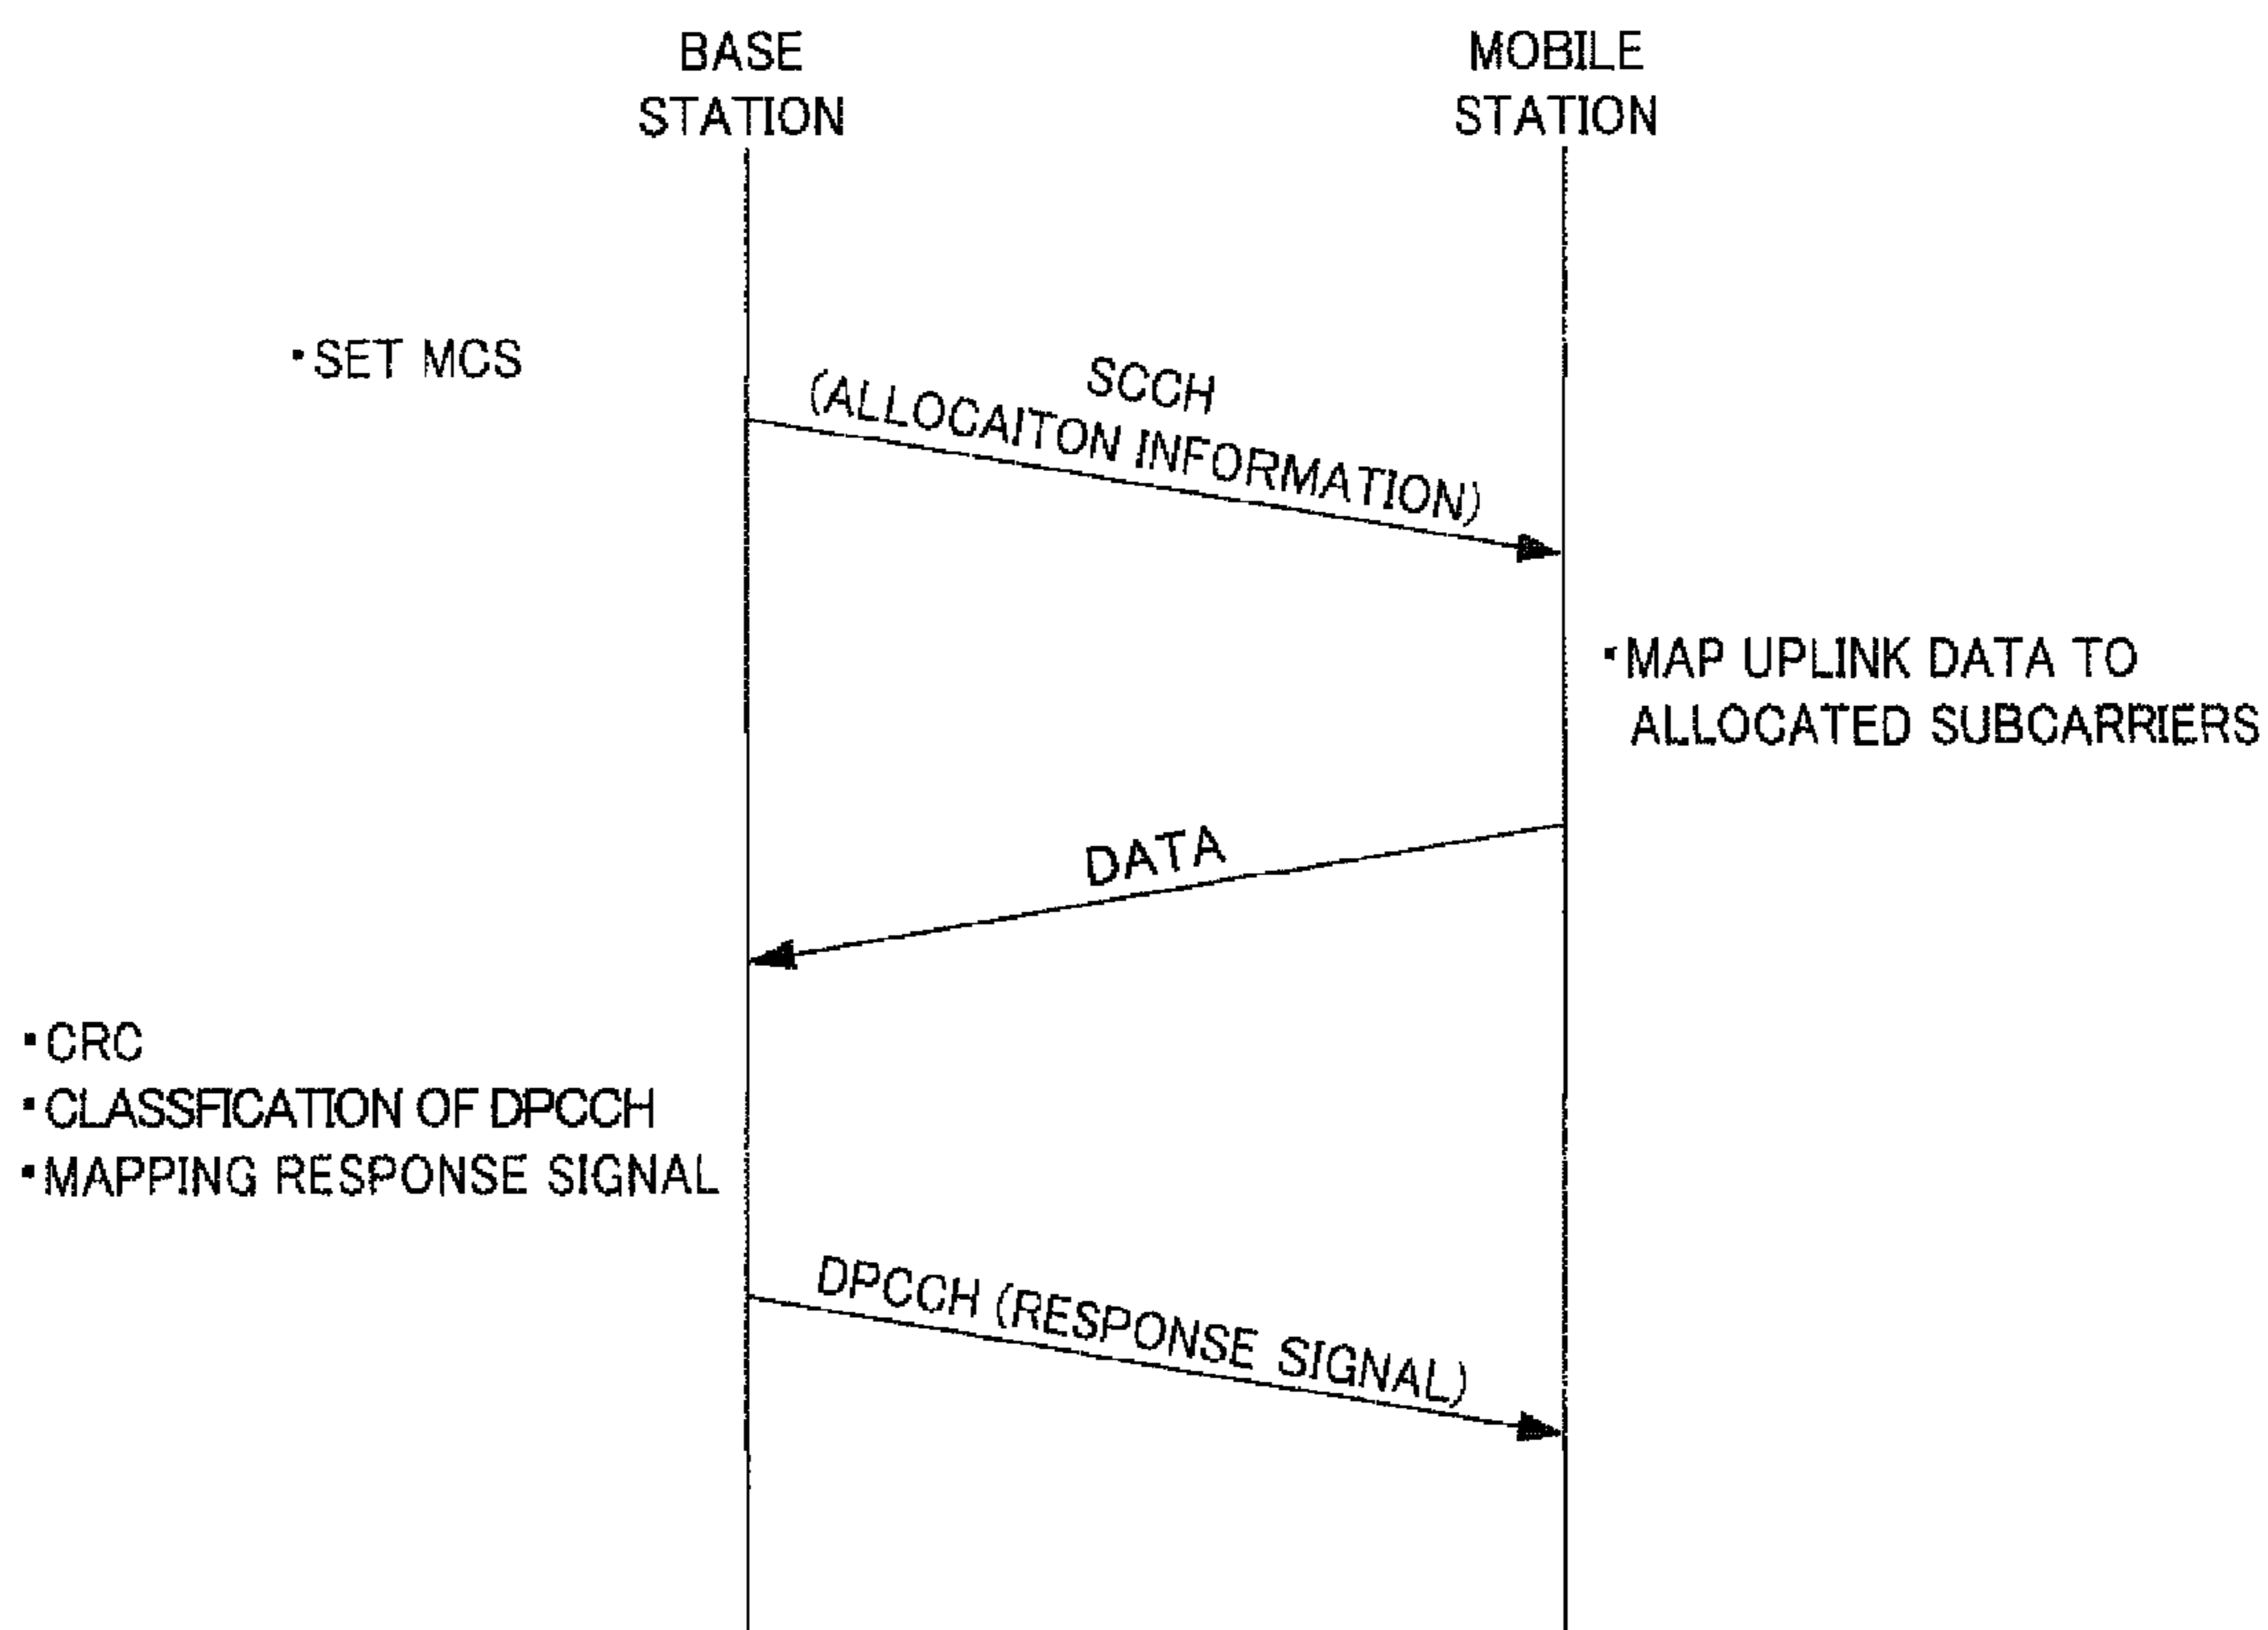 BASE
STATION
MOBILE
STATION
・SET MCS
SCCH
(ALLOCAITON INFORMATION)
・MAP UPLINK DATA TO
ALLOCATED SUBCARRIERS
DATA
・CRC
・CLASSFICATION OF DPCCH
・MAPPING RESPONSE SIGNAL
DPCCH (RESPONSE SIGNAL)